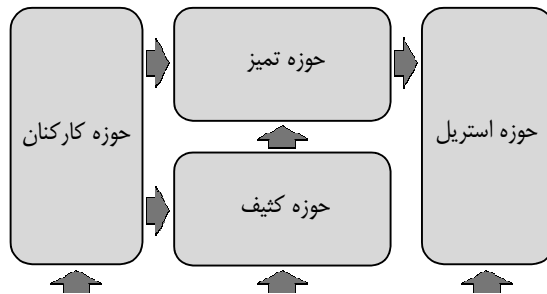 حوزه تمیز
حوزه کارکنان
حوزه استریل
حوزه کثیف